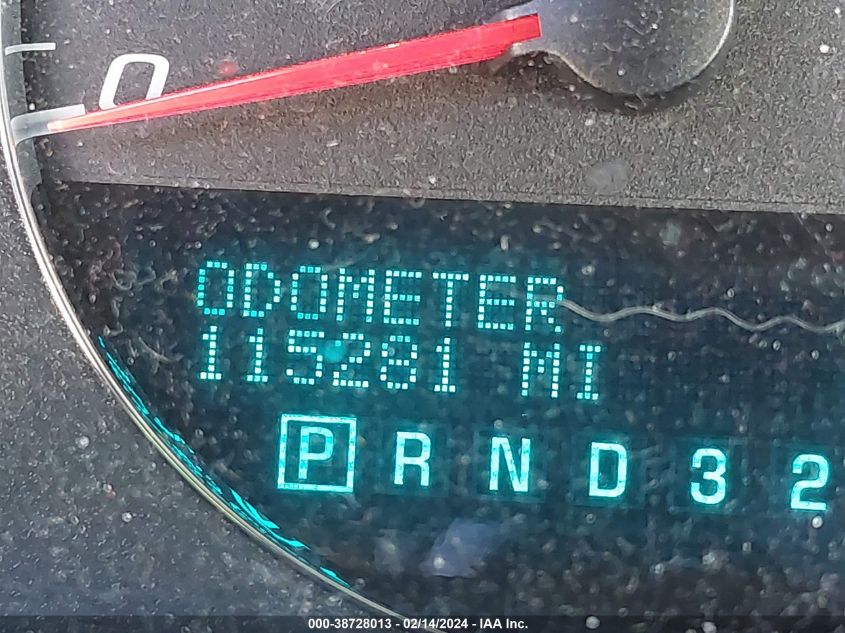 0
ODOMETER
115281 MI
P R N D 3 2
000-38728013 - 02/14/2024 - IAA Inc.